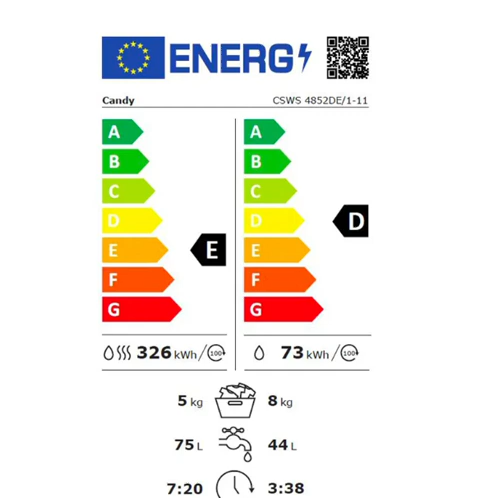 ENERG
Candy CSWS 4852DE/1-11
A A
B B
C C
D D D
E E E
F F
G G
326 kWh/100 73 kWh/100
5 kg 8 kg
75 L 44 L
7:20 3:38